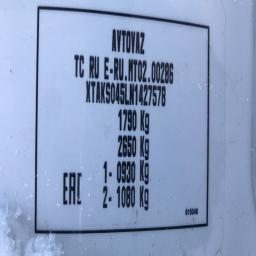 AVTOVAZ
TC RU E-RU.MT02.00286
XTAKS045LM1427578
1790 Kg
2650 Kg
1- 0930 Kg
2- 1080 Kg
EAC